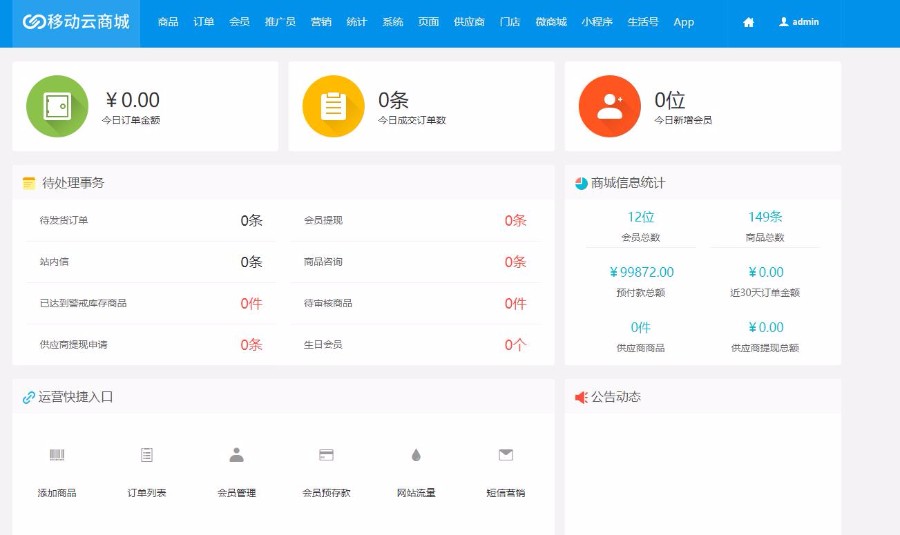 移动云商城 商品 订单 会员 推广员 营销 统计 系统 页面 供应商 门店 微商城 小程序 生活号 App admin
￥0.00
今日订单金额
0条
今日成交订单数
0位
今日新增会员
待处理事务
待发货订单 0条 会员提现 0条
站内信 0条 商品咨询 0条
已达到警戒库存商品 0件 待审核商品 0件
供应商提现申请 0条 生日会员 0个
商城信息统计
12位 149条
会员总数 商品总数
￥99872.00 ￥0.00
预付款总额 近30天订单金额
0件 ￥0.00
供应商商品 供应商提现总额
运营快捷入口
添加商品 订单列表 会员管理 会员预存款 网站流量 短信营销
公告动态